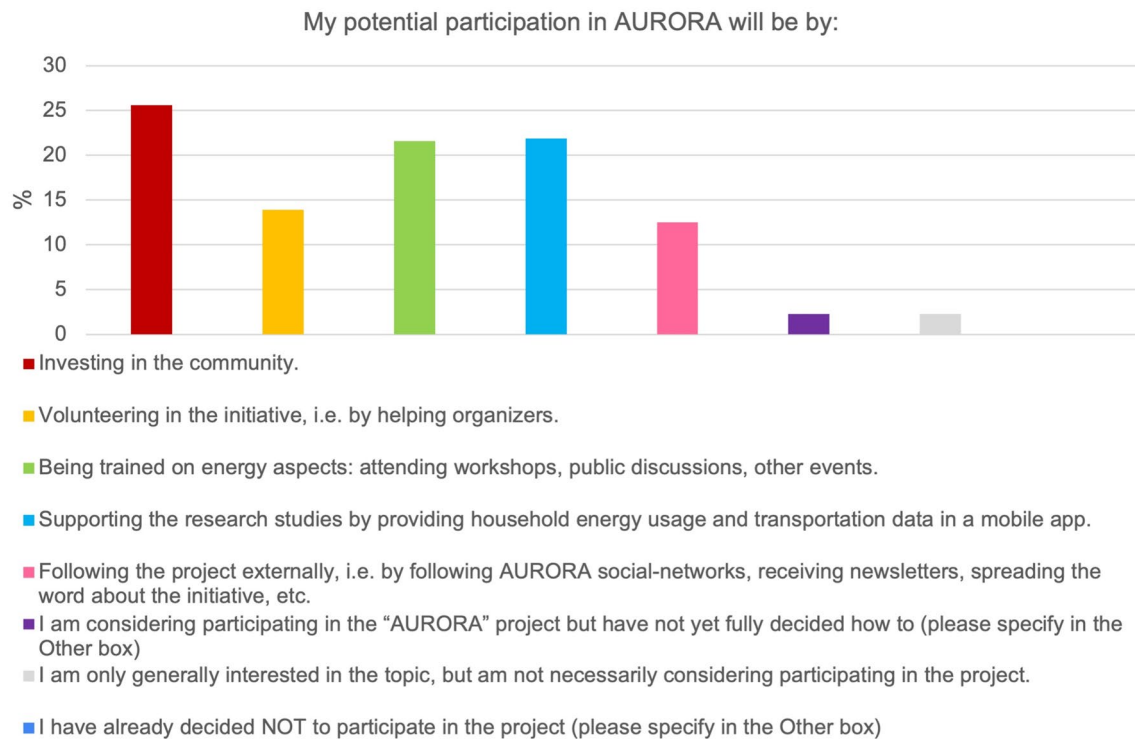 My potential participation in AURORA will be by:
30
25
20
15
10
5
0
%
Investing in the community.
Volunteering in the initiative, i.e. by helping organizers.
Being trained on energy aspects: attending workshops, public discussions, other events.
Supporting the research studies by providing household energy usage and transportation data in a mobile app.
Following the project externally, i.e. by following AURORA social-networks, receiving newsletters, spreading the
word about the initiative, etc.
I am considering participating in the “AURORA” project but have not yet fully decided how to (please specify in the
Other box)
I am only generally interested in the topic, but am not necessarily considering participating in the project.
I have already decided NOT to participate in the project (please specify in the Other box)